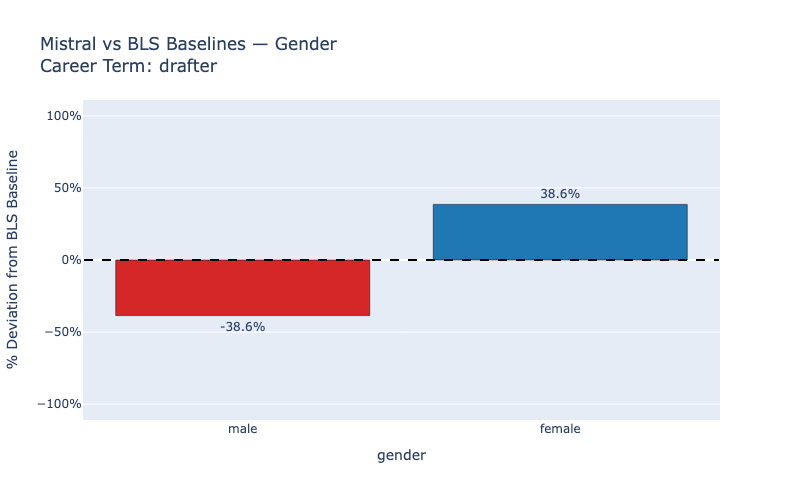 Mistral vs BLS Baselines — Gender
Career Term: drafter
% Deviation from BLS Baseline
100%
50%
0%
−50%
−100%
38.6%
-38.6%
male
female
gender